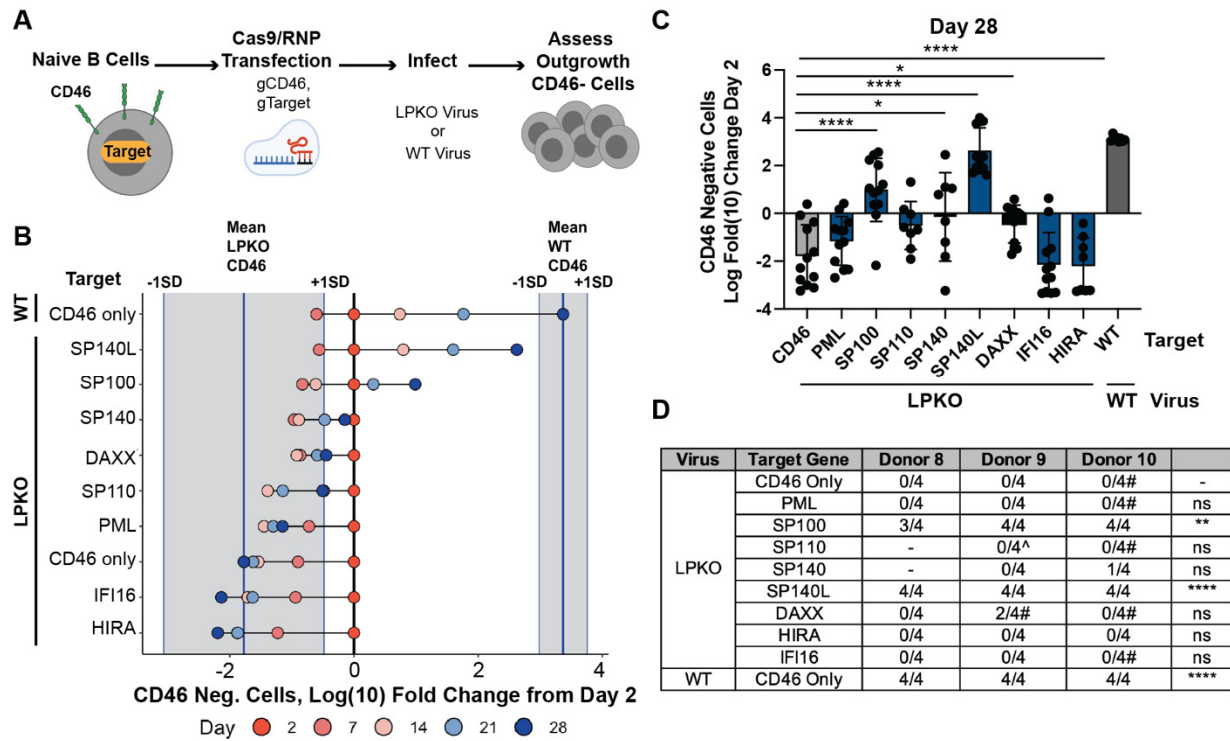 A
Naive B Cells
CD46
Target
Cas9/RNP
Transfection
gCD46,
gTarget
Infect
LPKO Virus
or
WT Virus
Assess
Outgrowth
CD46- Cells
B
Target
Mean
LPKO
CD46
Mean
WT
CD46
-1SD
+1SD
-1SD
+1SD
WT
CD46 only
LPKO
SP140L
SP100
SP140
DAXX
SP110
PML
CD46 only
IFI16
HIRA
-2
0
2
4
CD46 Neg. Cells, Log(10) Fold Change from Day 2
Day 2 7 14 21 28
C
Day 28
****
*
****
*
****
CD46 Negative Cells
Log Fold(10) Change Day 2
6
4
2
0
-2
-4
CD46 PML SP100 SP110 SP140 SP140L DAXX IFI16 HIRA WT Target
LPKO WT Virus
D
Virus Target Gene Donor 8 Donor 9 Donor 10
LPKO
CD46 Only 0/4 0/4 0/4# -
PML 0/4 0/4 0/4# ns
SP100 3/4 4/4 4/4 **
SP110 - 0/4^ 0/4# ns
SP140 - 0/4 1/4 ns
SP140L 4/4 4/4 4/4 ****
DAXX 0/4 2/4# 0/4# ns
HIRA 0/4 0/4 0/4 ns
IFI16 0/4 0/4 0/4# ns
WT CD46 Only 4/4 4/4 4/4 ****